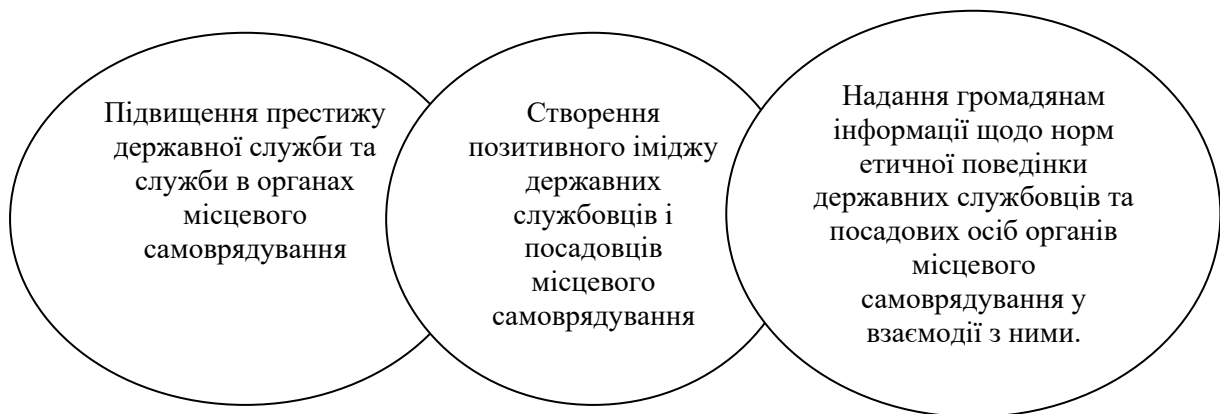 Підвищення престижу
державної служби та
служби в органах
місцевого
самоврядування
Створення
позитивного іміджу
державних
службовців і
посадовців
місцевого
самоврядування
Надання громадянам
інформації щодо норм
етичної поведінки
державних службовців та
посадових осіб органів
місцевого
самоврядування у
взаємодії з ними.